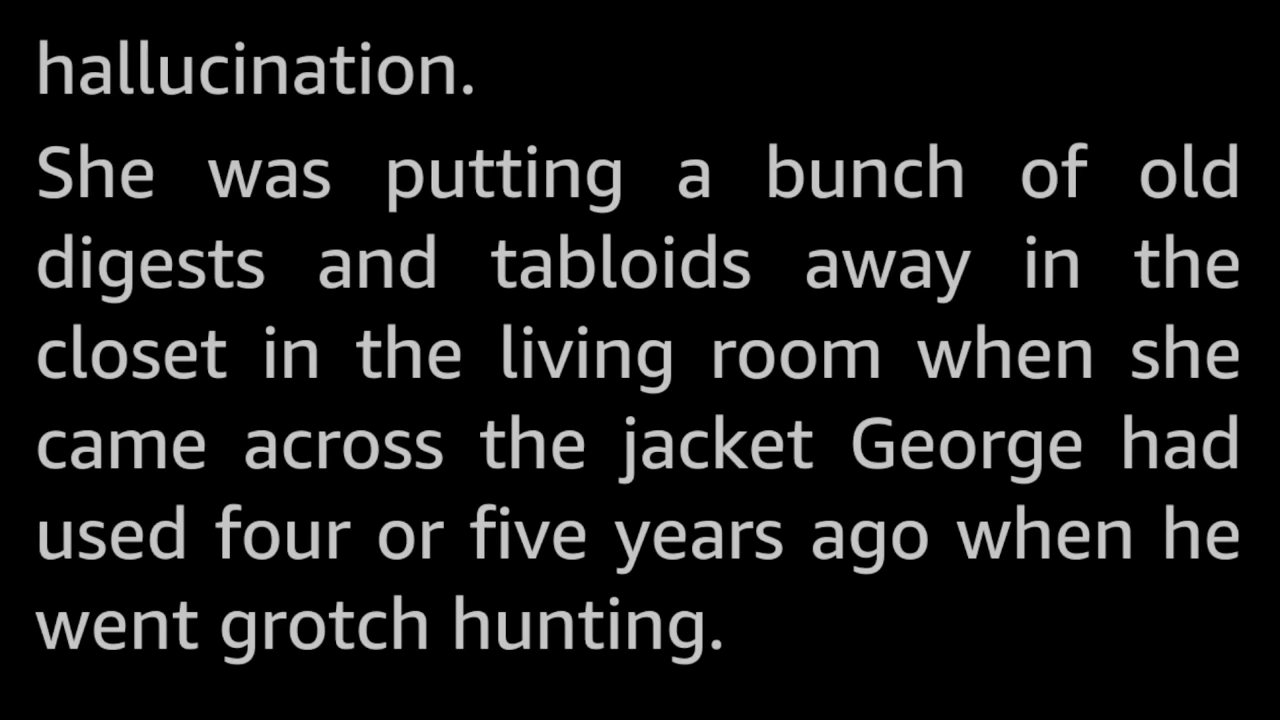 hallucination.
She was putting a bunch of old
digests and tabloids away in the
closet in the living room when she
came across the jacket George had
used four or five years ago when he
went grotch hunting.